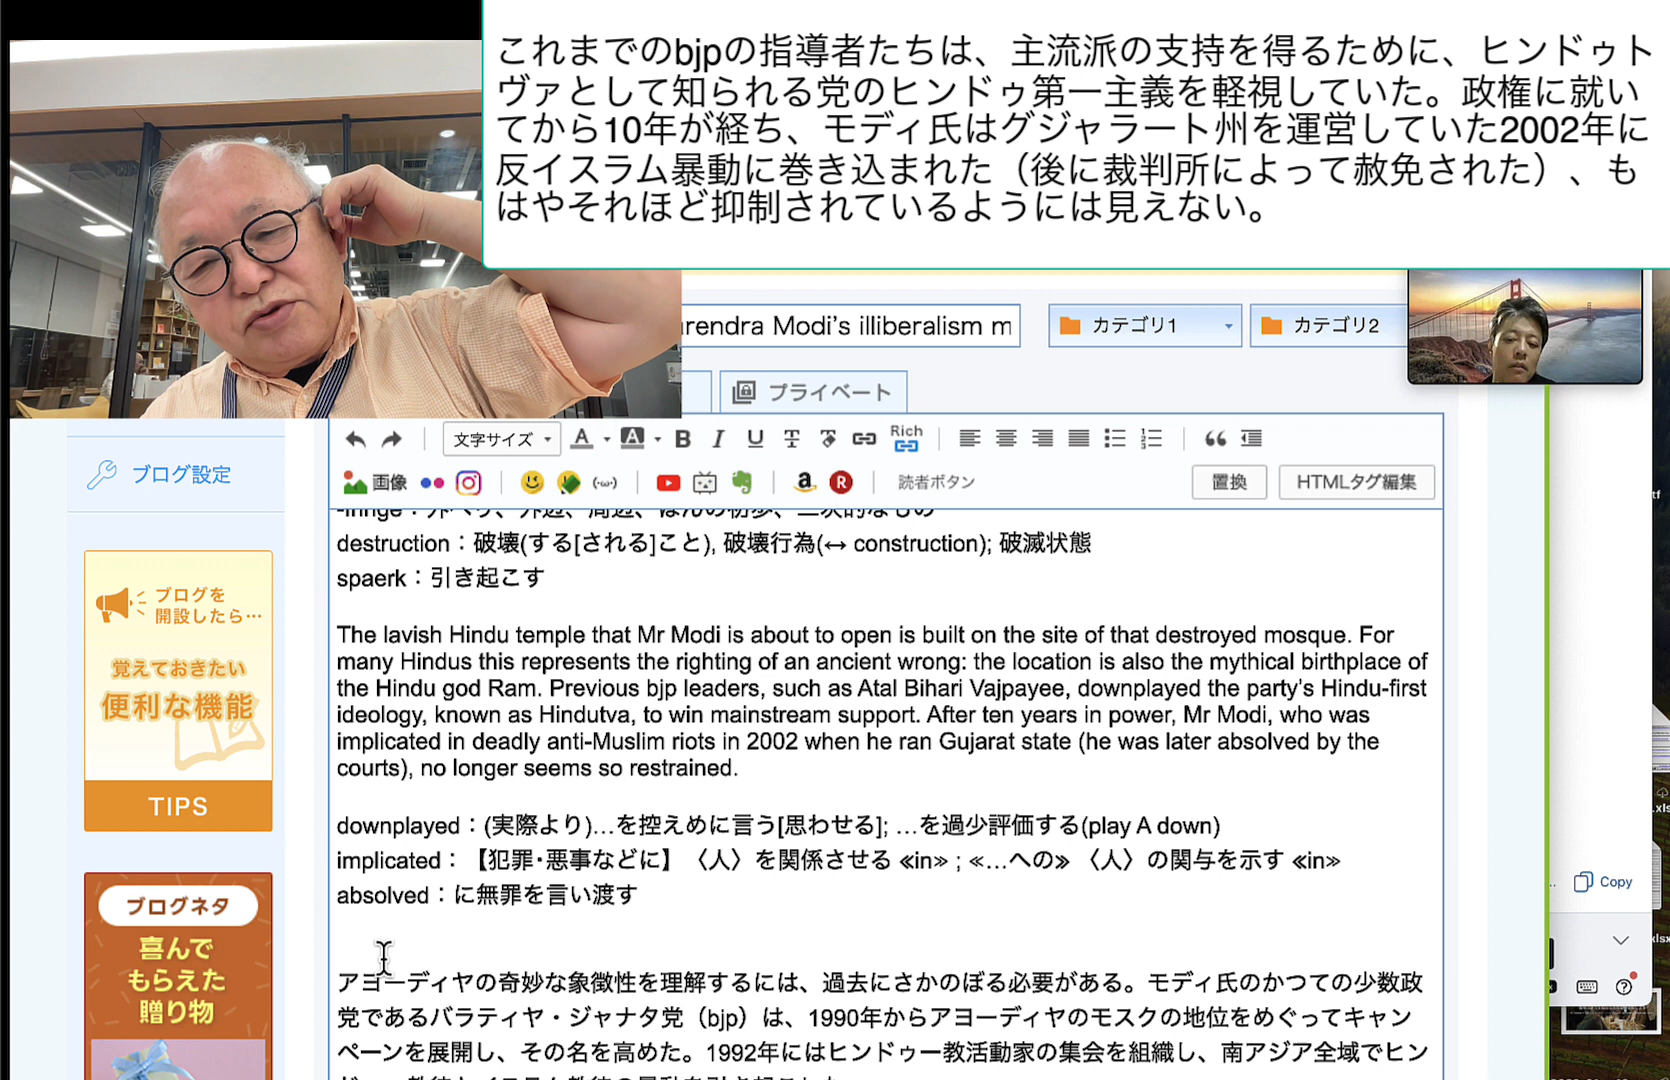 これまでのbjpの指導者たちは、主流派の支持を得るために、ヒンドゥト
ヴァとして知られる党のヒンドゥ第一主義を軽視していた。政権に就い
てから10年が経ち、モディ氏はグジャラート州を運営していた2002年に
反イスラム暴動に巻き込まれた（後に裁判所によって赦免された）、も
はやそれほど抑制されているようには見えない。
rendra Modi’s illiberalism m
カテゴリ1
カテゴリ2
プライベート
文字サイズ
Rich
画像
読者ボタン
置換
HTMLタグ編集
ブログ設定
ブログを
開設したら…
覚えておきたい
便利な機能
TIPS
ブログネタ
喜んで
もらえた
贈り物
destruction：破壊(する[される]こと), 破壊行為(↔ construction); 破滅状態
spaerk：引き起こす
The lavish Hindu temple that Mr Modi is about to open is built on the site of that destroyed mosque. For
many Hindus this represents the righting of an ancient wrong: the location is also the mythical birthplace of
the Hindu god Ram. Previous bjp leaders, such as Atal Bihari Vajpayee, downplayed the party’s Hindu-first
ideology, known as Hindutva, to win mainstream support. After ten years in power, Mr Modi, who was
implicated in deadly anti-Muslim riots in 2002 when he ran Gujarat state (he was later absolved by the
courts), no longer seems so restrained.
downplayed：(実際より)…を控えめに言う[思わせる]; …を過少評価する(play A down)
implicated：【犯罪･悪事などに】〈人〉を関係させる ≪in≫ ; ≪…への≫ 〈人〉の関与を示す ≪in≫
absolved：に無罪を言い渡す
アヨーディヤの奇妙な象徴性を理解するには、過去にさかのぼる必要がある。モディ氏のかつての少数政
党であるバラティヤ・ジャナタ党（bjp）は、1990年からアヨーディヤのモスクの地位をめぐってキャン
ペーンを展開し、その名を高めた。1992年にはヒンドゥー教活動家の集会を組織し、南アジア全域でヒン
Copy